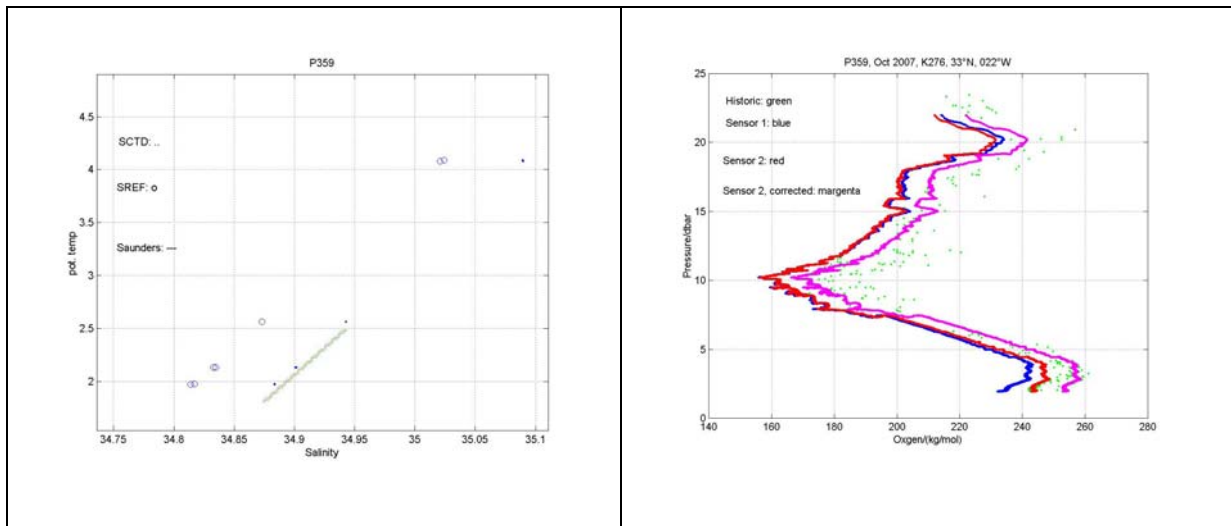 P359
4.5
4
3.5
3
2.5
2
SCTD: ..
SREF: o
Saunders: ---
pot. temp
34.75 34.8 34.85 34.9 34.95 35 35.05 35.1
Salinity
P359, Oct 2007, K276, 33°N, 022°W
25
20
15
10
5
0
Historic: green
Sensor 1: blue
Sensor 2: red
Sensor 2, corrected: margenta
Pressure/dbar
140 160 180 200 220 240 260 280
Oxgen/(kg/mol)